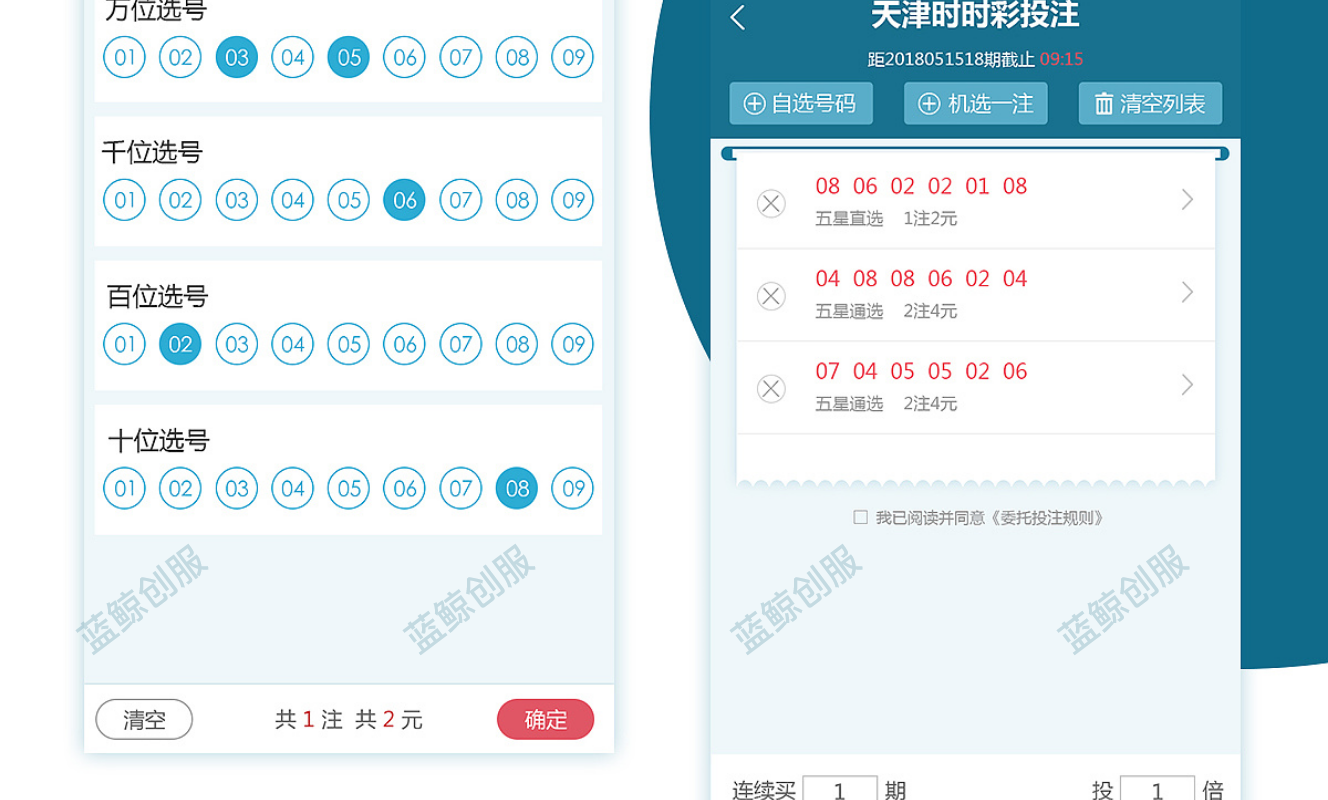 万位选号
01 02 03 04 05 06 07 08 09
千位选号
01 02 03 04 05 06 07 08 09
百位选号
01 02 03 04 05 06 07 08 09
十位选号
01 02 03 04 05 06 07 08 09
蓝鲸创服 蓝鲸创服
清空 共 1 注 共 2 元 确定
天津时时彩投注
距2018051518期截止 09:15
自选号码 机选一注 清空列表
08 06 02 02 01 08
五星直选 1注2元
04 08 08 06 02 04
五星通选 2注4元
07 04 05 05 02 06
五星通选 2注4元
我已阅读并同意《委托投注规则》
蓝鲸创服 蓝鲸创服
连续买 1 期 投 1 倍